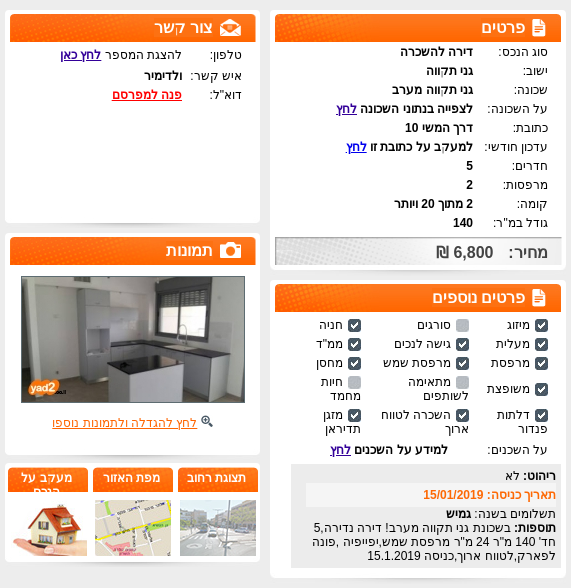 פרטים
סוג הנכס: דירה להשכרה
ישוב: גני תקווה
שכונה: גני תקווה מערב
על השכונה: לצפייה בנתוני השכונה לחץ
כתובת: דרך המשי 10
עדכון חודשי: למעקב על כתובת זו לחץ
חדרים: 5
מרפסות: 2
קומה: 2 מתוך 20 ויותר
גודל במ"ר: 140
מחיר: 6,800 ₪
פרטים נוספים
מיזוג סורגים חניה
מעלית גישה לנכים ממ"ד
מרפסת מרפסת שמש מחסן
משופצת מתאימה לשותפים חיות מחמד
דלתות פנדור השכרה לטווח ארוך מזגן תדיראן
על השכנים: למידע על השכנים לחץ
ריהוט: לא
תאריך כניסה: 15/01/2019
תשלומים בשנה: גמיש
תוספות: בשכונת גני תקווה מערב! דירה נדירה,5
חד' 140 מ"ר 24 מ"ר מרפסת שמש,יפייפיה ,פונה
לפארק,לטווח ארוך,כניסה 15.1.2019
צור קשר
טלפון: להצגת המספר לחץ כאן
איש קשר: ולדימיר
דוא"ל: פנה למפרסם
תמונות
yad2
לחץ להגדלה ולתמונות נוספו
תצוגת רחוב
מפת האזור
מעקב על
הנכס